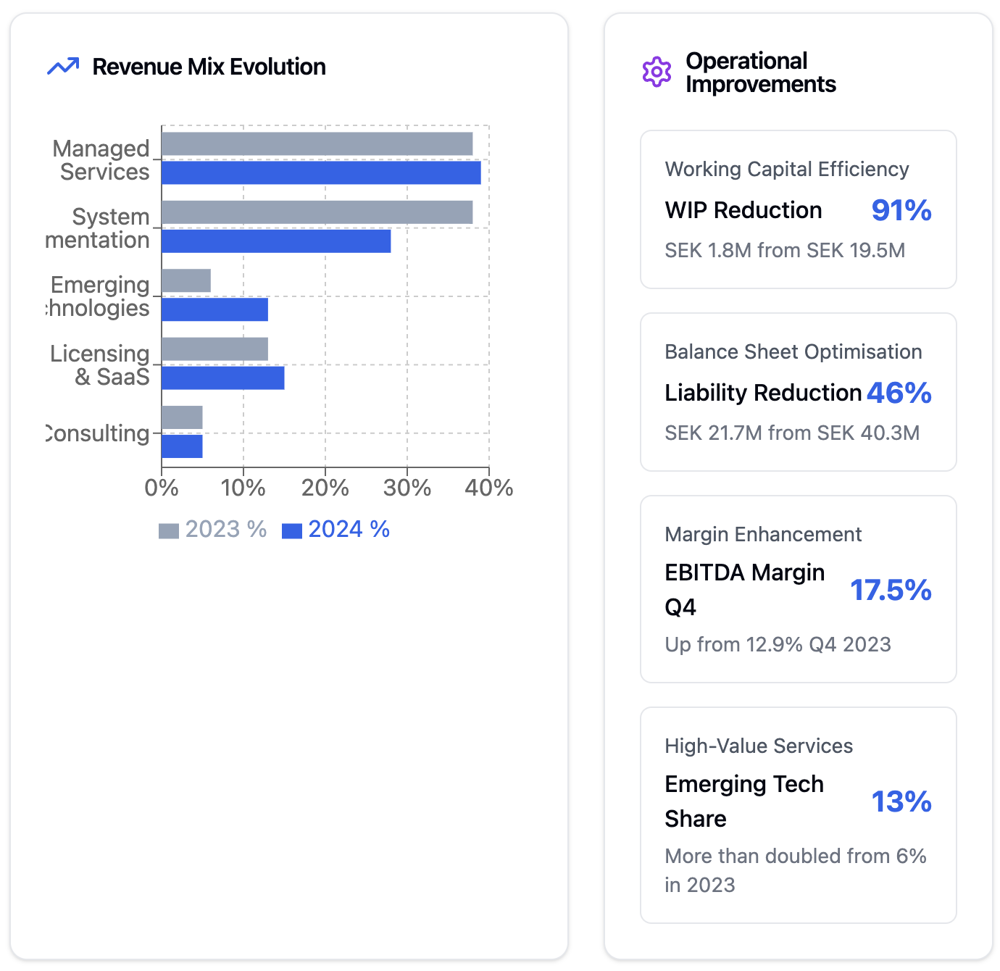 Revenue Mix Evolution
Managed
Services
System
mentation
Emerging
chnologies
Licensing
& SaaS
Consulting
0% 10% 20% 30% 40%
2023 % 2024 %
Operational
Improvements
Working Capital Efficiency
WIP Reduction 91%
SEK 1.8M from SEK 19.5M
Balance Sheet Optimisation
Liability Reduction 46%
SEK 21.7M from SEK 40.3M
Margin Enhancement
EBITDA Margin
Q4
17.5%
Up from 12.9% Q4 2023
High-Value Services
Emerging Tech
Share
13%
More than doubled from 6%
in 2023